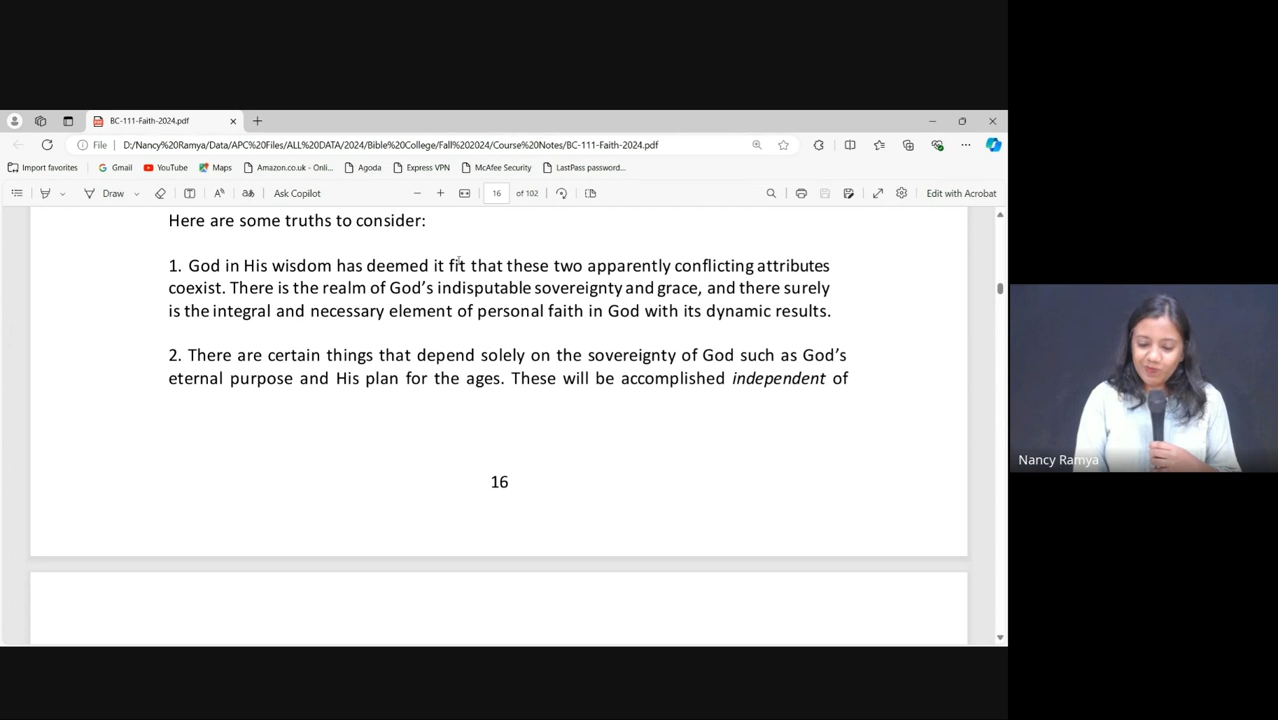 BC-111-Faith-2024.pdf
File D:/Nancy%20Ramya/Data/APC%20Files/ALL%20DATA/2024/Bible%20College/Fall%202024/Course%20Notes/BC-111-Faith-2024.pdf
Import favorites Gmail YouTube Maps Amazon.co.uk - Onli... Agoda Express VPN McAfee Security LastPass password...
Draw Ask Copilot 16 of 102 Edit with Acrobat
Here are some truths to consider:
1. God in His wisdom has deemed it fit that these two apparently conflicting attributes
coexist. There is the realm of God’s indisputable sovereignty and grace, and there surely
is the integral and necessary element of personal faith in God with its dynamic results.
2. There are certain things that depend solely on the sovereignty of God such as God’s
eternal purpose and His plan for the ages. These will be accomplished independent of
16
Nancy Ramya